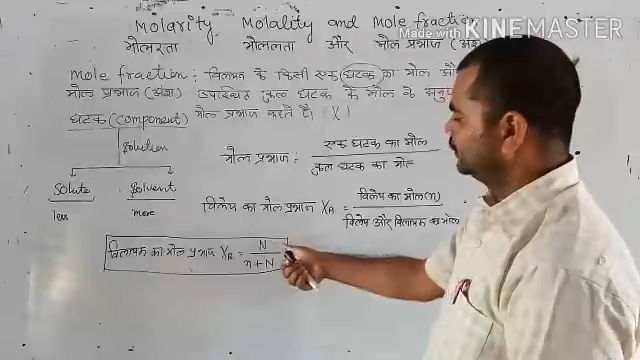 Made with KINEMASTER
Molarity, Molality and mole fraction
मोलरता मोललता और मोल प्रभाज (अंश)
mole fraction : विलयन के किसी एक घटक का मोल और
मोल प्रभाज (अंश) उपस्थित कुल घटक के मोल के अनुपात
घटक (component) मोल प्रभाज कहते है। (X)
Solution
मोल प्रभाज = एक घटक का मोल
कुल घटक का मोल
Solute Solvent
less more
विलेय का मोल प्रभाज XA = विलेय का मोल (n)
विलेय और विलायक का मोल
विलायक का मोल प्रभाज XB = N
n + N